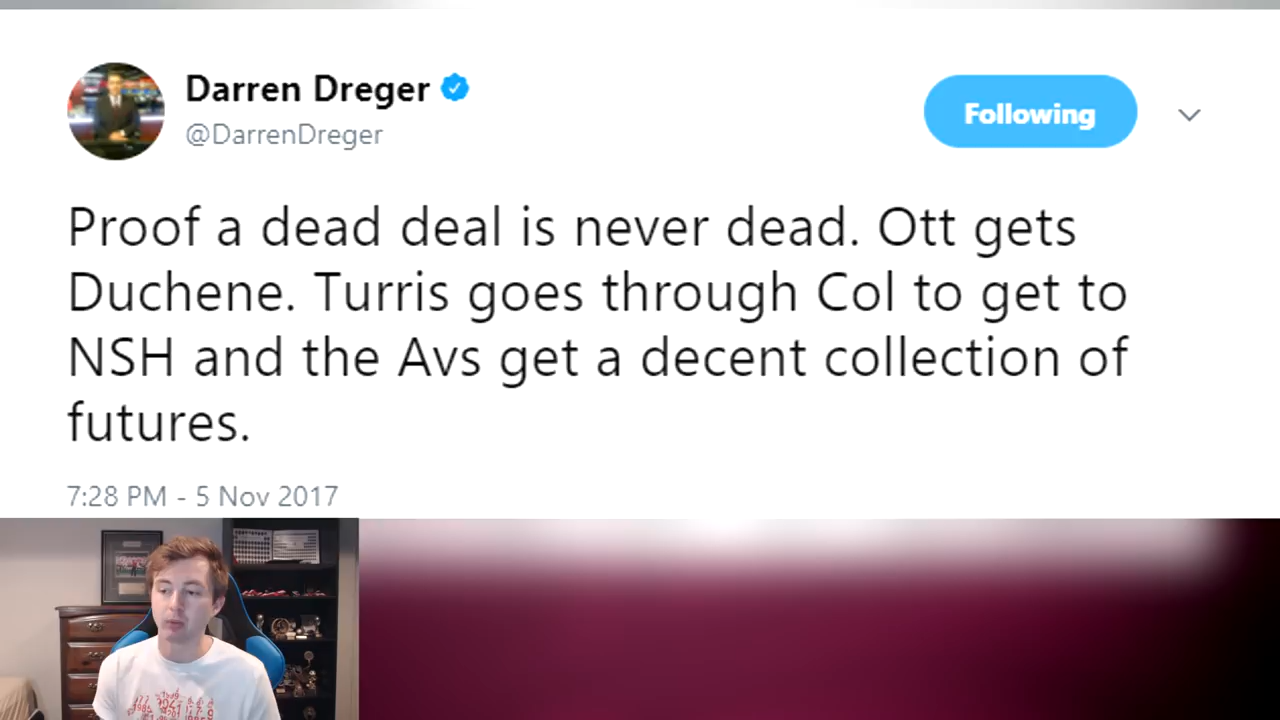 Darren Dreger
@DarrenDreger
Following
Proof a dead deal is never dead. Ott gets
Duchene. Turris goes through Col to get to
NSH and the Avs get a decent collection of
futures.
7:28 PM - 5 Nov 2017